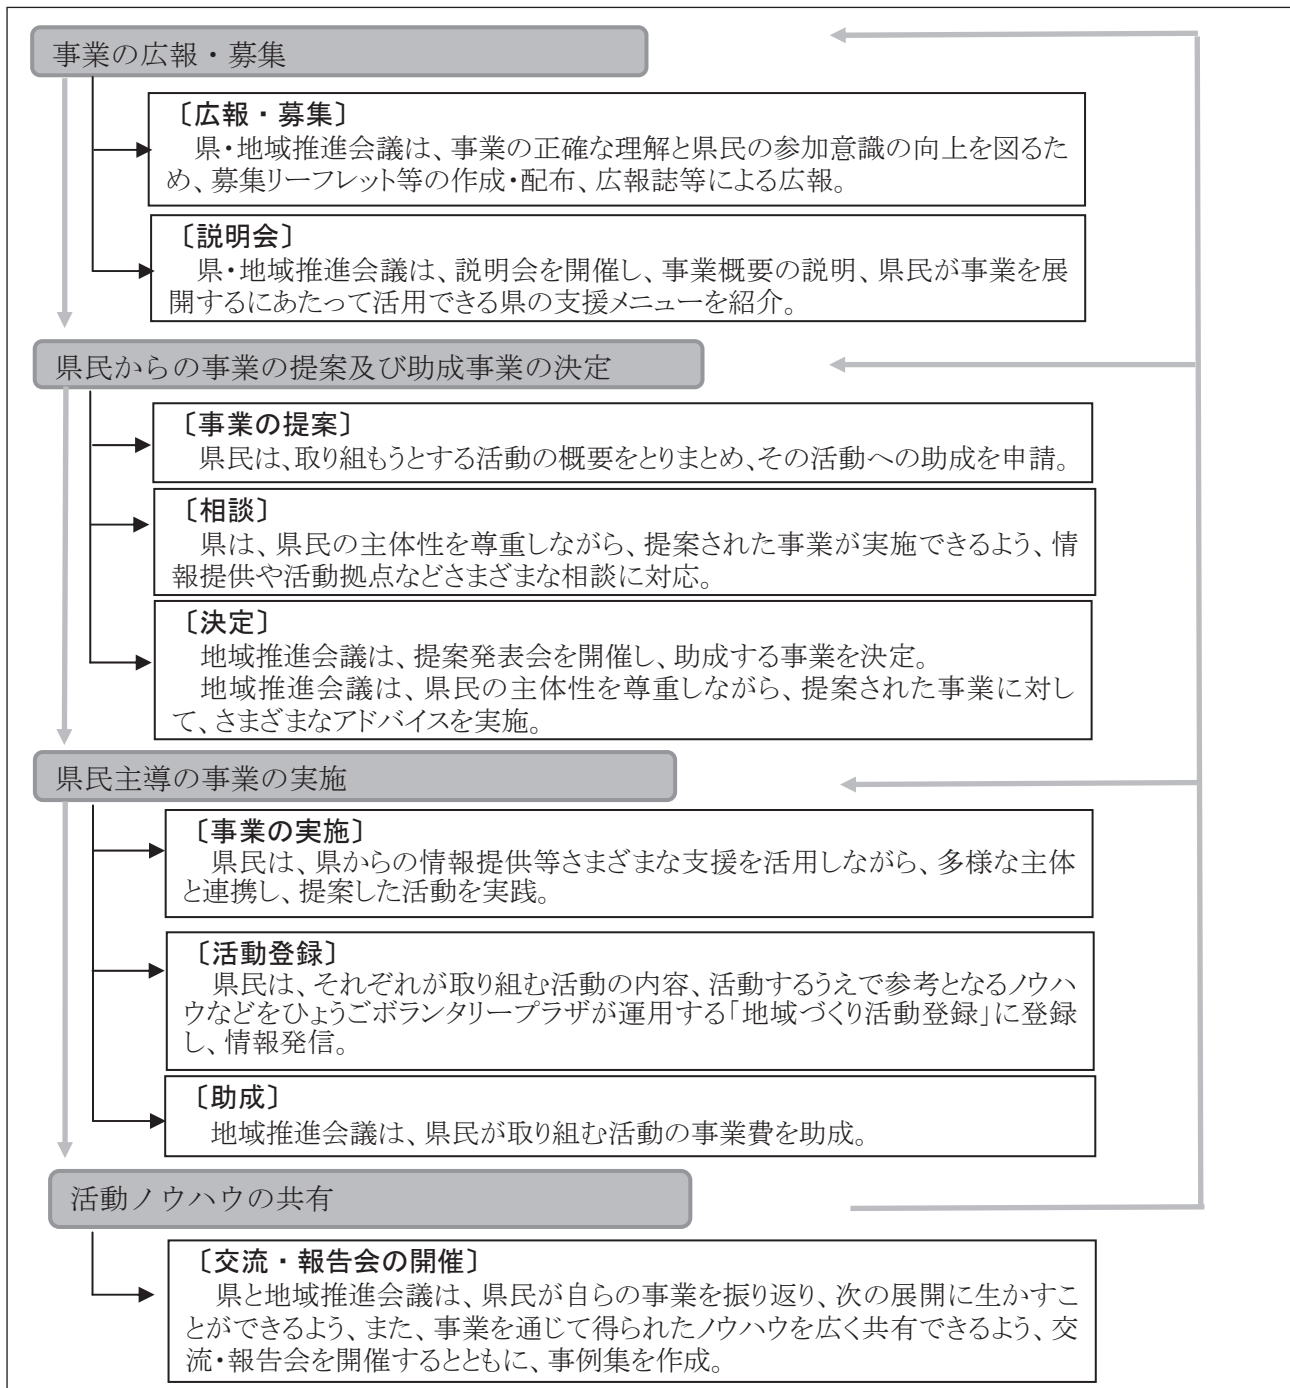 事業の広報・募集
〔広報・募集〕
県・地域推進会議は、事業の正確な理解と県民の参加意識の向上を図るた
め、募集リーフレット等の作成・配布、広報誌等による広報。
〔説明会〕
県・地域推進会議は、説明会を開催し、事業概要の説明、県民が事業を展
開するにあたって活用できる県の支援メニューを紹介。
県民からの事業の提案及び助成事業の決定
〔事業の提案〕
県民は、取り組もうとする活動の概要をとりまとめ、その活動への助成を申請。
〔相談〕
県は、県民の主体性を尊重しながら、提案された事業が実施できるよう、情
報提供や活動拠点などさまざまな相談に対応。
〔決定〕
地域推進会議は、提案発表会を開催し、助成する事業を決定。
地域推進会議は、県民の主体性を尊重しながら、提案された事業に対し
て、さまざまなアドバイスを実施。
県民主導の事業の実施
〔事業の実施〕
県民は、県からの情報提供等さまざまな支援を活用しながら、多様な主体
と連携し、提案した活動を実践。
〔活動登録〕
県民は、それぞれが取り組む活動の内容、活動するうえで参考となるノウハ
ウなどをひょうごボランタリープラザが運用する「地域づくり活動登録」に登録
し、情報発信。
〔助成〕
地域推進会議は、県民が取り組む活動の事業費を助成。
活動ノウハウの共有
〔交流・報告会の開催〕
県と地域推進会議は、県民が自らの事業を振り返り、次の展開に生かすこ
とができるよう、また、事業を通じて得られたノウハウを広く共有できるよう、交
流・報告会を開催するとともに、事例集を作成。